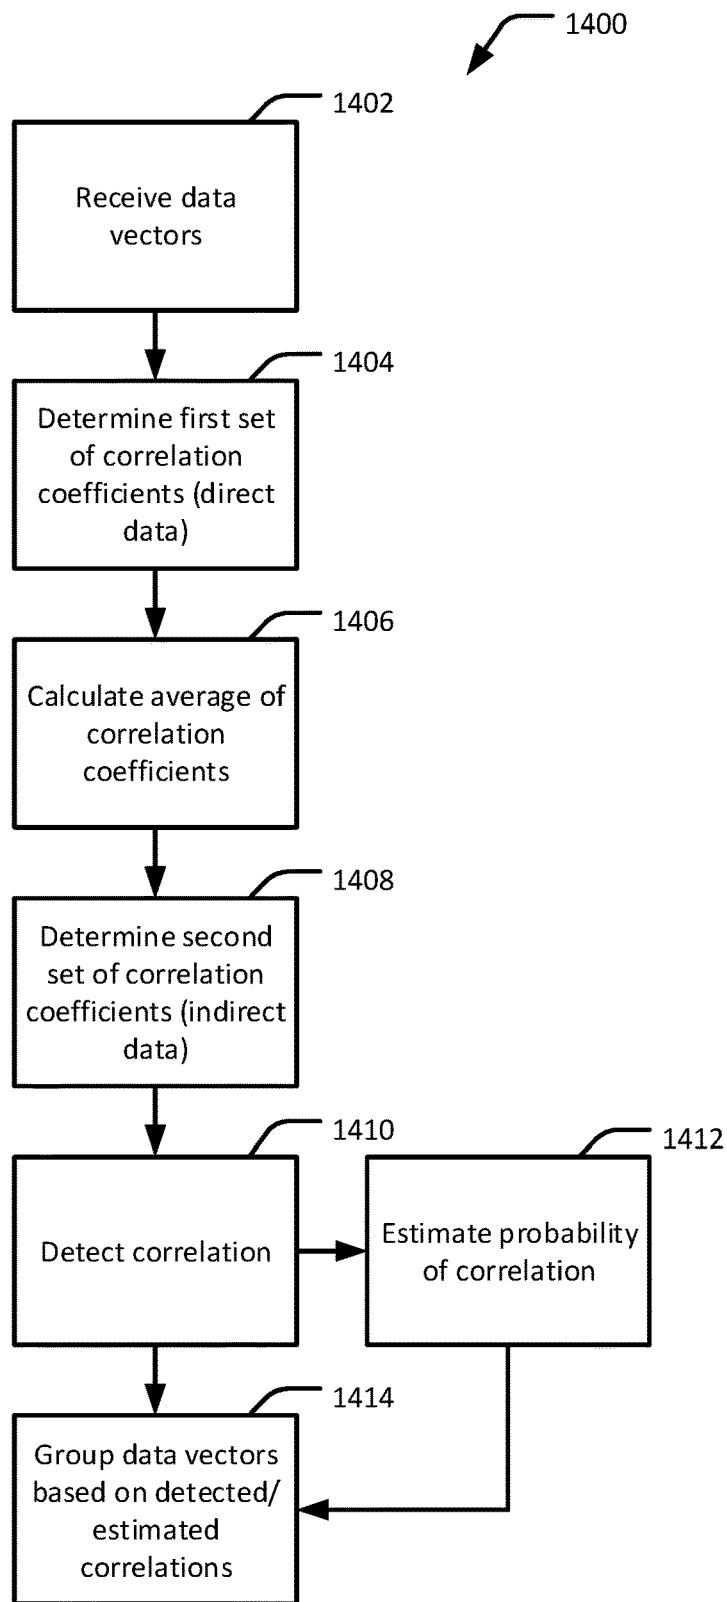 1400
1402
Receive data
vectors
1404
Determine first set
of correlation
coefficients (direct
data)
1406
Calculate average of
correlation
coefficients
1408
Determine second
set of correlation
coefficients (indirect
data)
1410
Detect correlation
1412
Estimate probability
of correlation
1414
Group data vectors
based on detected/
estimated
correlations